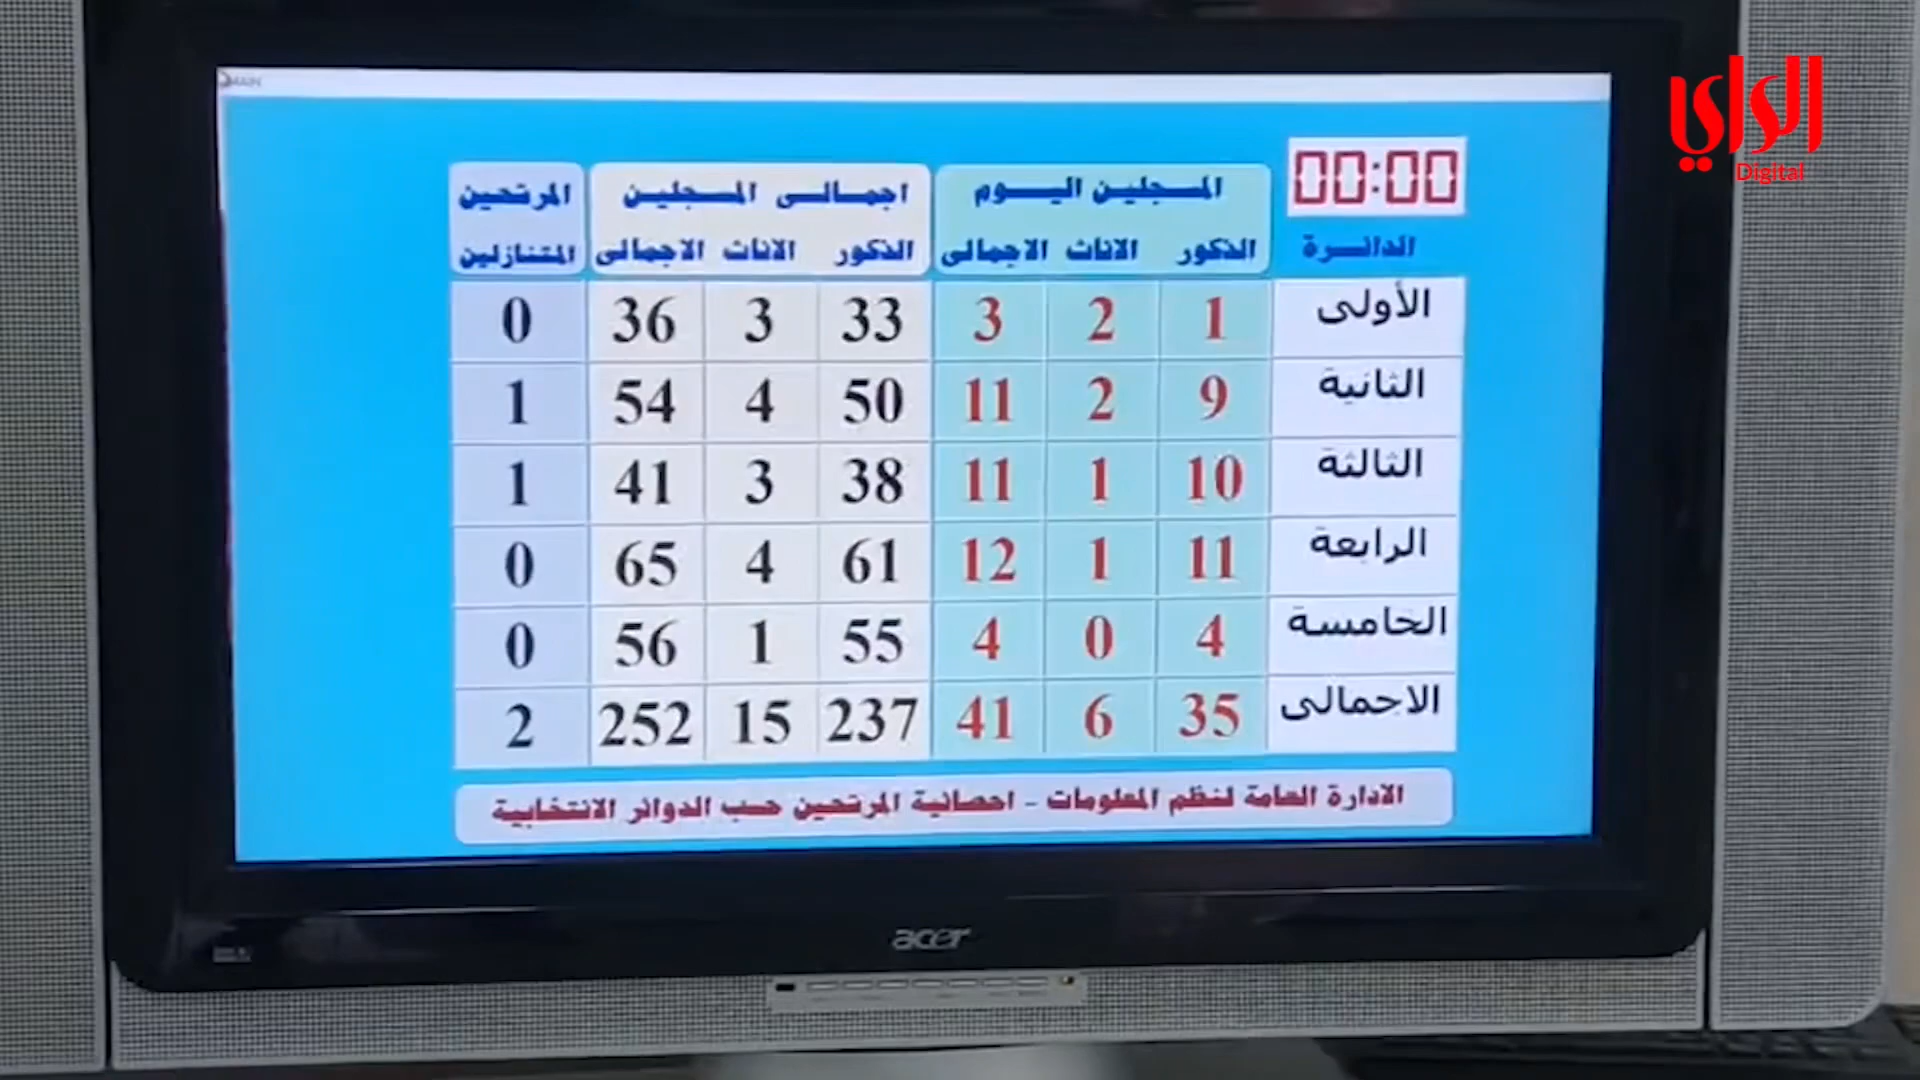 MAIN
الراي
Digital
00:00
المسجلين اليوم
اجمالى المسجلين
المرشحين
الدائرة
الذكور الاناث الاجمالى
الذكور الاناث الاجمالى
المتنازلين
الأولى 1 2 3 33 3 36 0
الثانية 9 2 11 50 4 54 1
الثالثة 10 1 11 38 3 41 1
الرابعة 11 1 12 61 4 65 0
الخامسة 4 0 4 55 1 56 0
الاجمالى 35 6 41 237 15 252 2
الادارة العامة لنظم المعلومات - احصائية المرشحين حسب الدوائر الانتخابية
acer